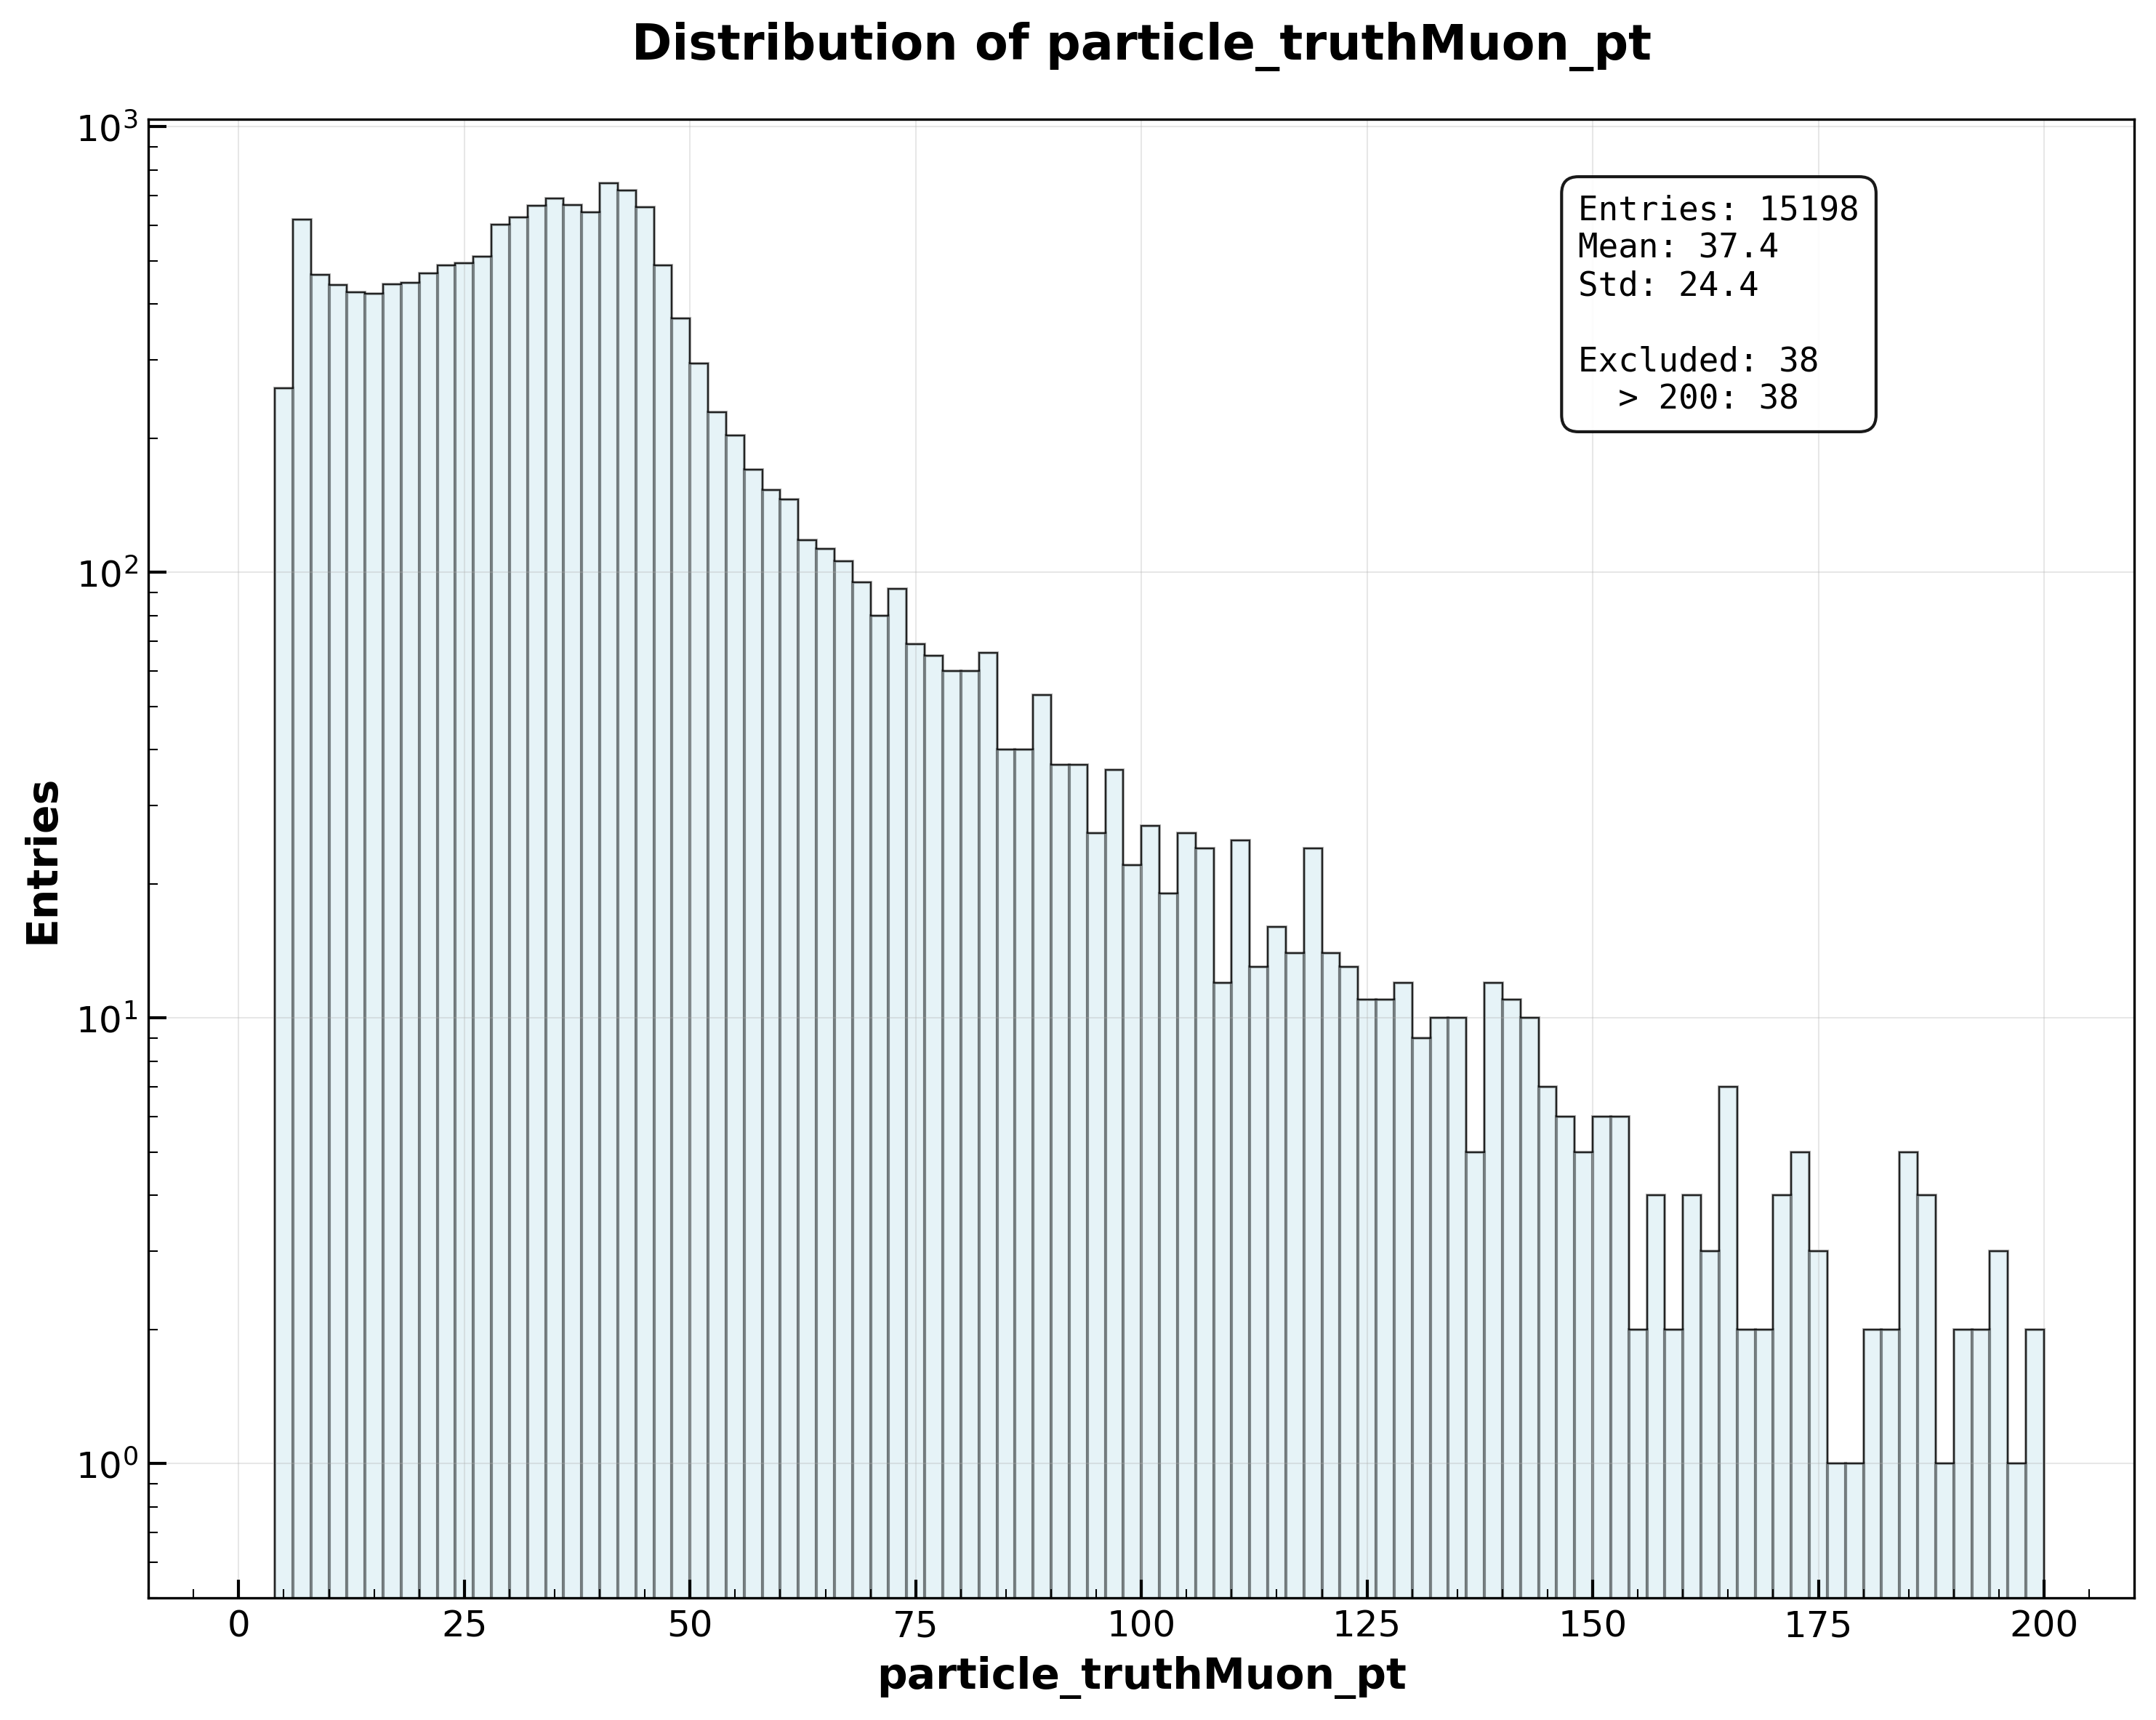 Distribution of particle_truthMuon_pt
10³
10²
10¹
10⁰
Entries
Entries: 15198
Mean: 37.4
Std: 24.4
Excluded: 38
> 200: 38
0 25 50 75 100 125 150 175 200
particle_truthMuon_pt